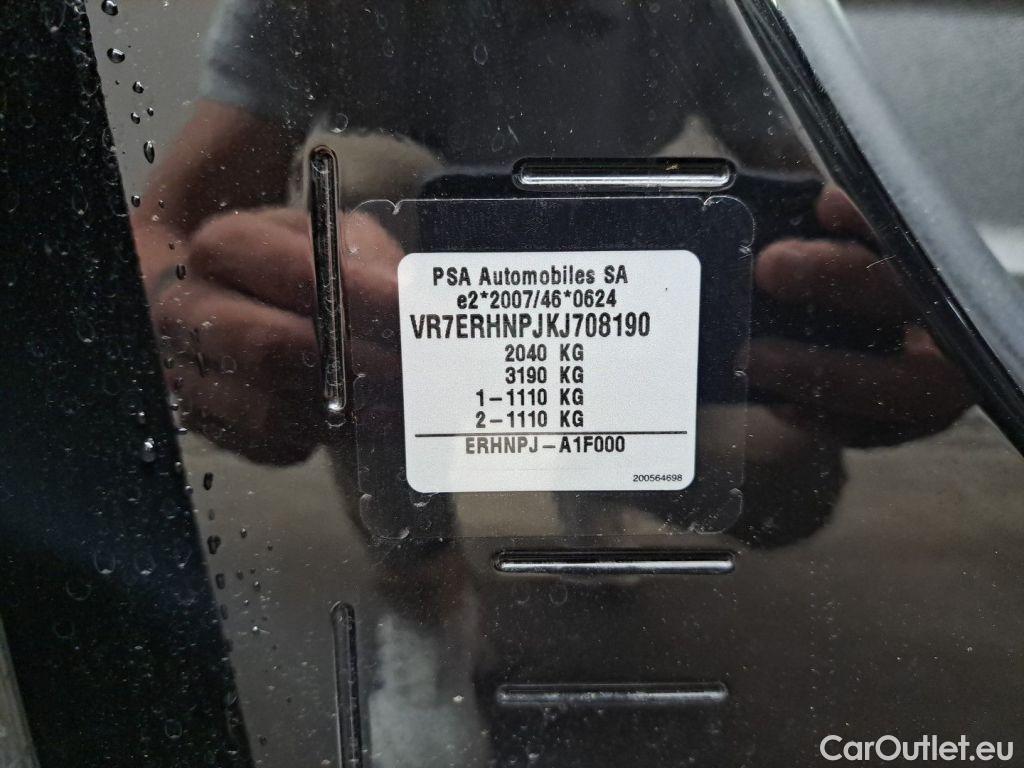 PSA Automobiles SA
e2*2007/46*0624
VR7ERHNPJKJ708190
2040 KG
3190 KG
1-1110 KG
2-1110 KG
ERHNPJ-A1F000
200564698
CarOutlet.eu